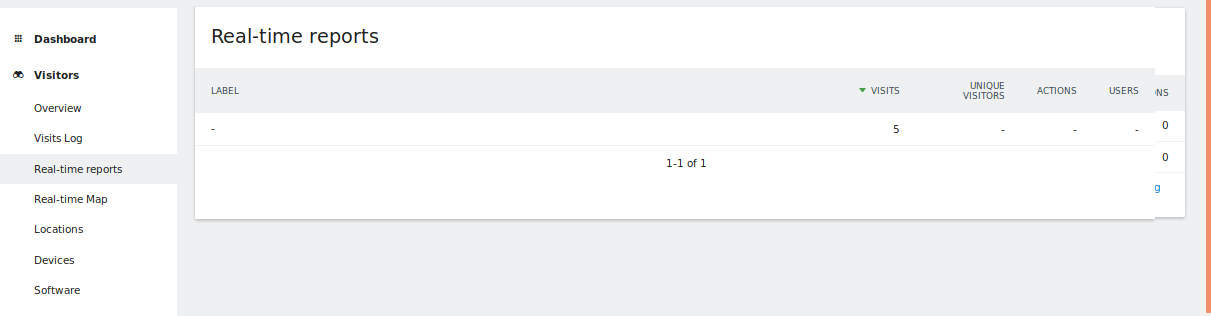 Dashboard
Visitors
Overview
Visits Log
Real-time reports
Real-time Map
Locations
Devices
Software
Real-time reports
LABEL VISITS UNIQUE VISITORS ACTIONS USERS
- 5 - - -
1-1 of 1
NS
0
0
g